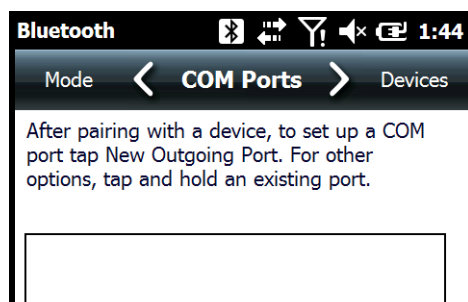 Bluetooth 1:44
Mode COM Ports Devices
After pairing with a device, to set up a COM
port tap New Outgoing Port. For other
options, tap and hold an existing port.